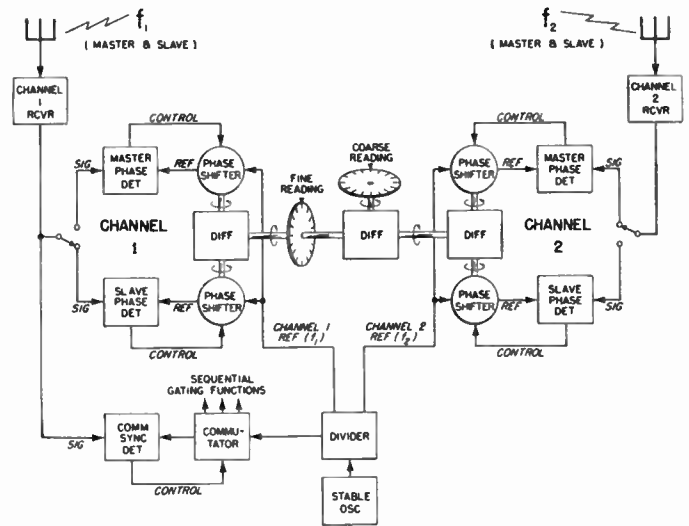 f1
( MASTER & SLAVE )
f2
( MASTER & SLAVE )
CHANNEL
1
RCVR
CHANNEL
2
RCVR
CONTROL
CONTROL
SIG
MASTER
PHASE
DET
REF
PHASE
SHIFTER
FINE
READING
COARSE
READING
PHASE
SHIFTER
REF
MASTER
PHASE
DET
SIG
CHANNEL
1
DIFF
DIFF
DIFF
CHANNEL
2
SIG
SLAVE
PHASE
DET
REF
PHASE
SHIFTER
PHASE
SHIFTER
REF
SLAVE
PHASE
DET
SIG
CONTROL
CHANNEL 1
REF (f1)
CHANNEL 2
REF (f2)
CONTROL
SEQUENTIAL
GATING FUNCTIONS
SIG
COMM
SYNC
DET
COMMU-
TATOR
DIVIDER
CONTROL
STABLE
OSC